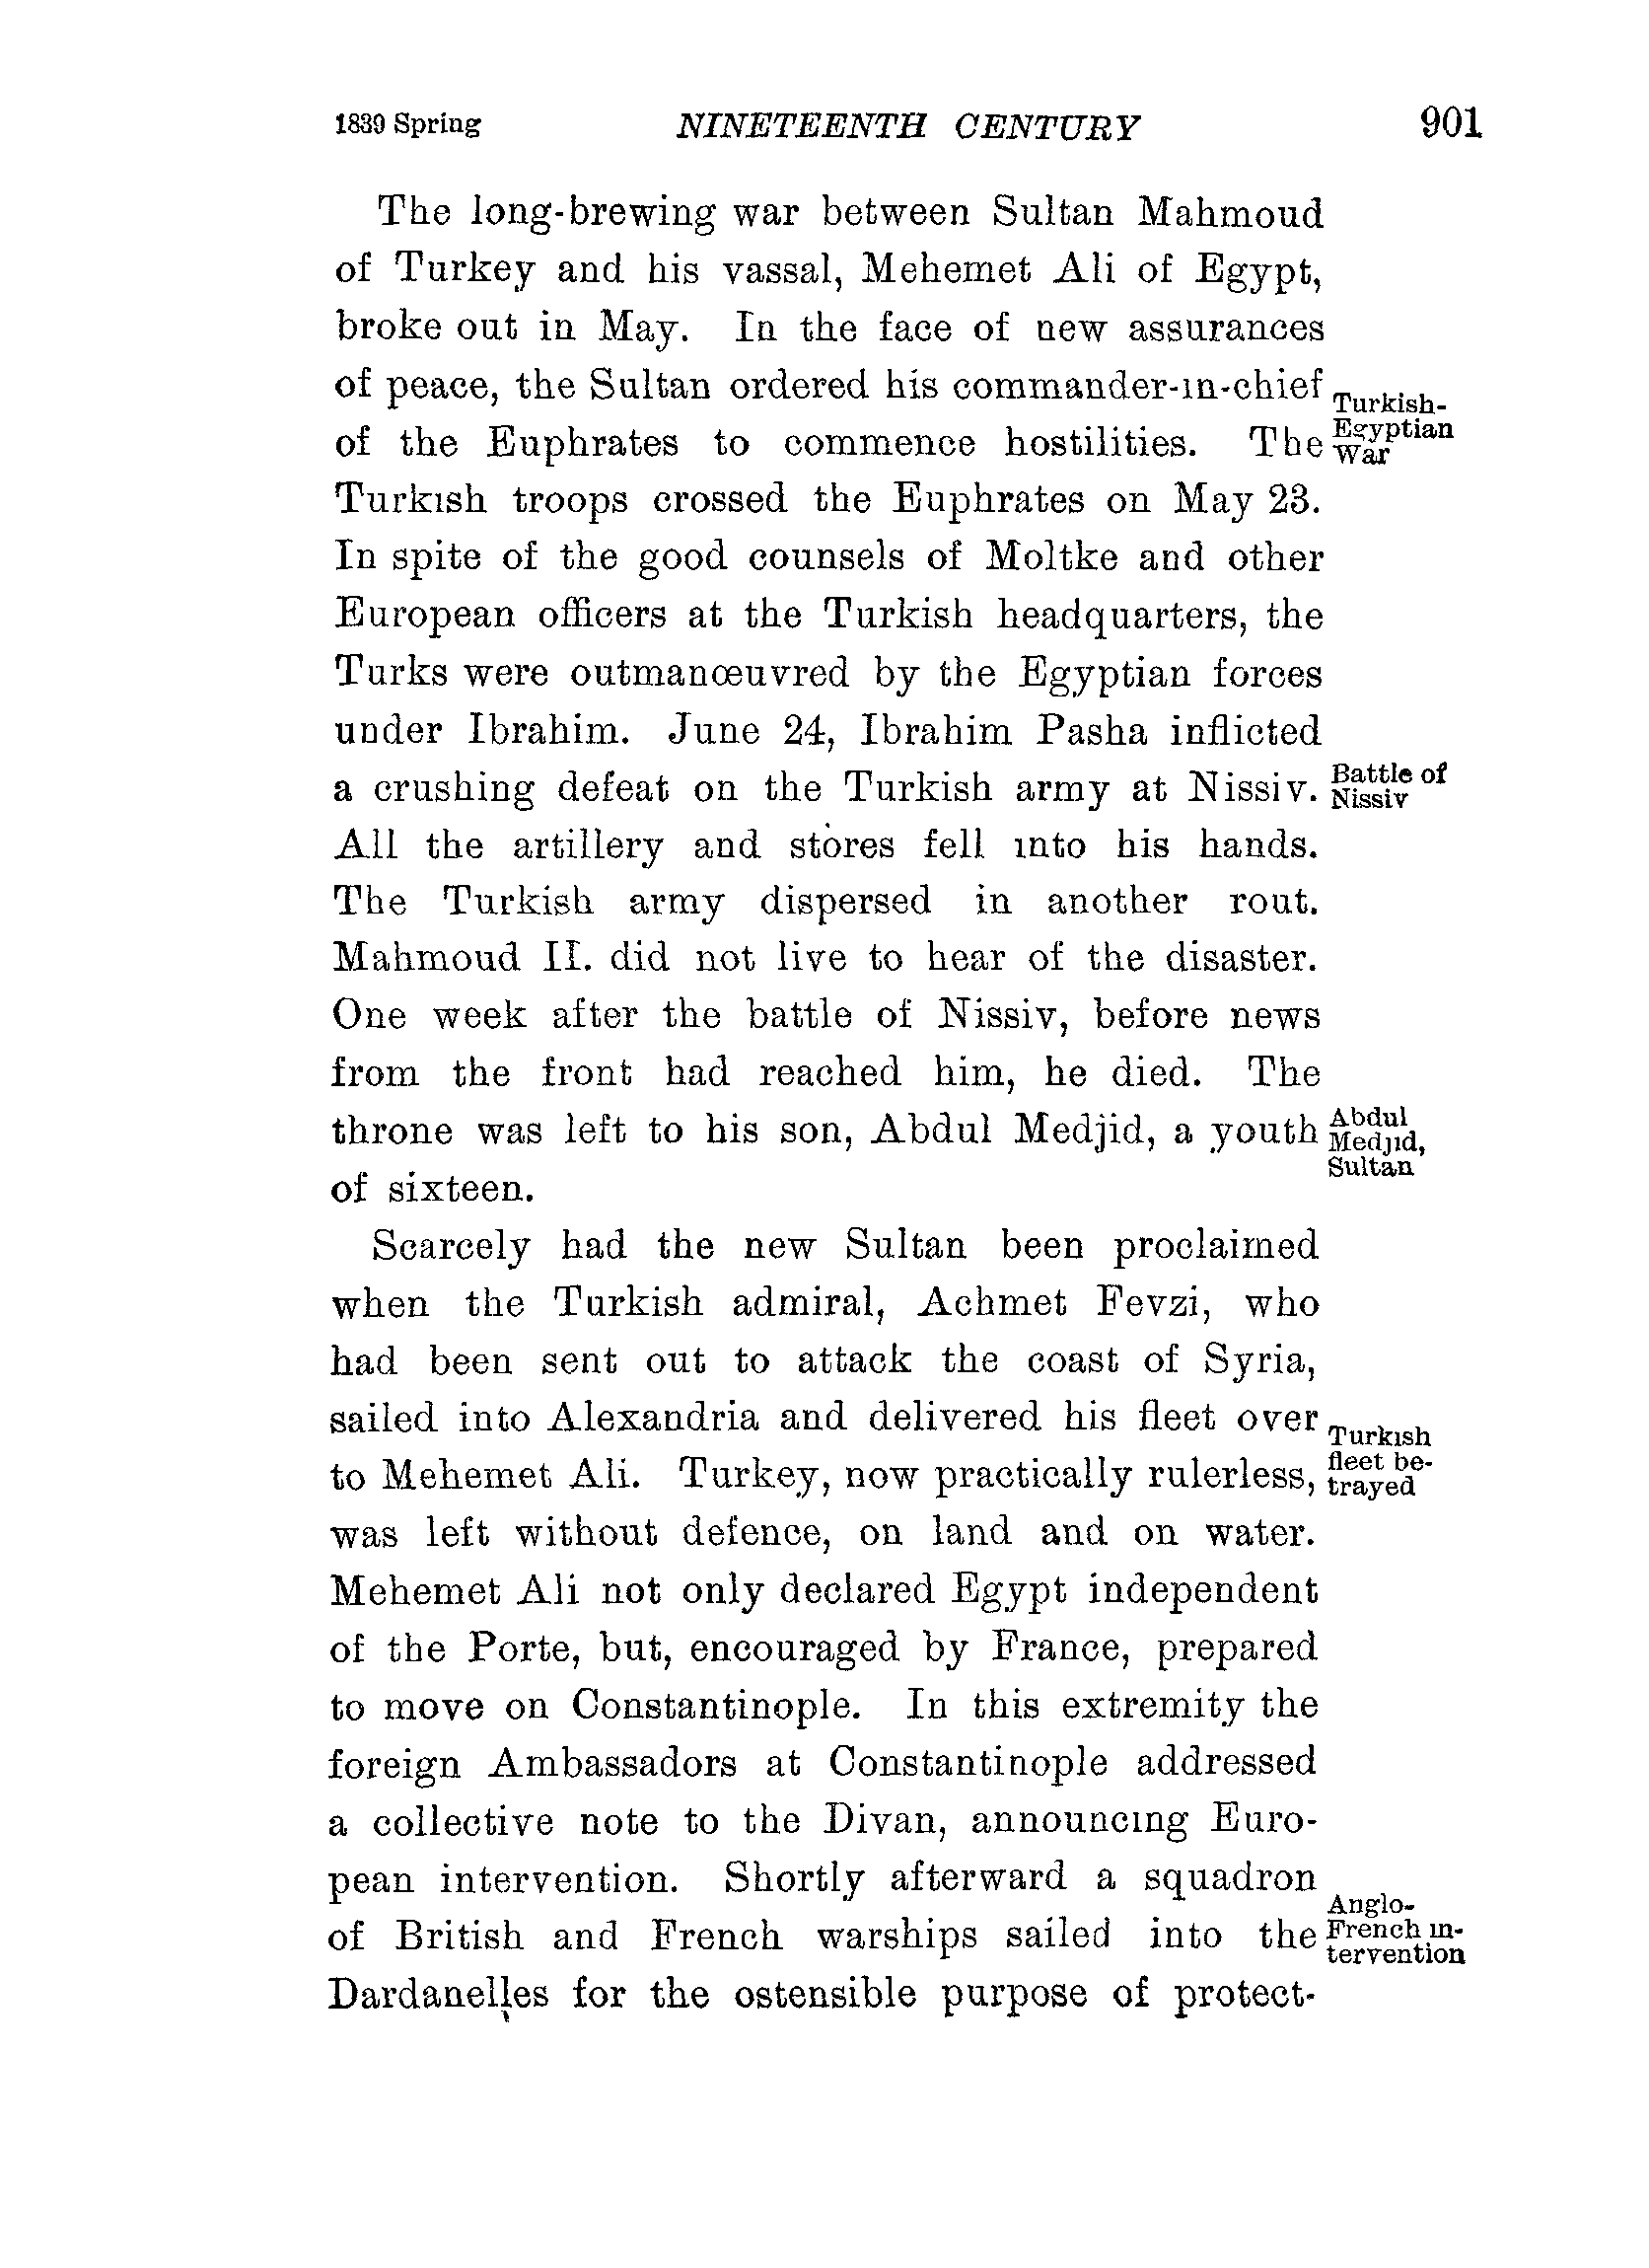 1839 Spring NINETEENTH CENTURY 901
The long-brewing war between Sultan Mahmoud
of Turkey and his vassal, Mehemet Ali of Egypt,
broke out in May. In the face of new assurances
of peace, the Sultan ordered his commander-in-chief
Turkish-
of the Euphrates to commence hostilities. The
Egyptian
War
Turkish troops crossed the Euphrates on May 23.
In spite of the good counsels of Moltke and other
European officers at the Turkish headquarters, the
Turks were outmanœuvred by the Egyptian forces
under Ibrahim. June 24, Ibrahim Pasha inflicted
a crushing defeat on the Turkish army at Nissiv.
Battle of
Nissiv
All the artillery and stores fell into his hands.
The Turkish army dispersed in another rout.
Mahmoud II. did not live to hear of the disaster.
One week after the battle of Nissiv, before news
from the front had reached him, he died. The
throne was left to his son, Abdul Medjid, a youth
Abdul
Medjid,
Sultan
of sixteen.
Scarcely had the new Sultan been proclaimed
when the Turkish admiral, Achmet Fevzi, who
had been sent out to attack the coast of Syria,
sailed into Alexandria and delivered his fleet over
Turkish
to Mehemet Ali. Turkey, now practically rulerless,
fleet be-
trayed
was left without defence, on land and on water.
Mehemet Ali not only declared Egypt independent
of the Porte, but, encouraged by France, prepared
to move on Constantinople. In this extremity the
foreign Ambassadors at Constantinople addressed
a collective note to the Divan, announcing Euro-
pean intervention. Shortly afterward a squadron
Anglo-
of British and French warships sailed into the
French in-
tervention
Dardanelles for the ostensible purpose of protect-